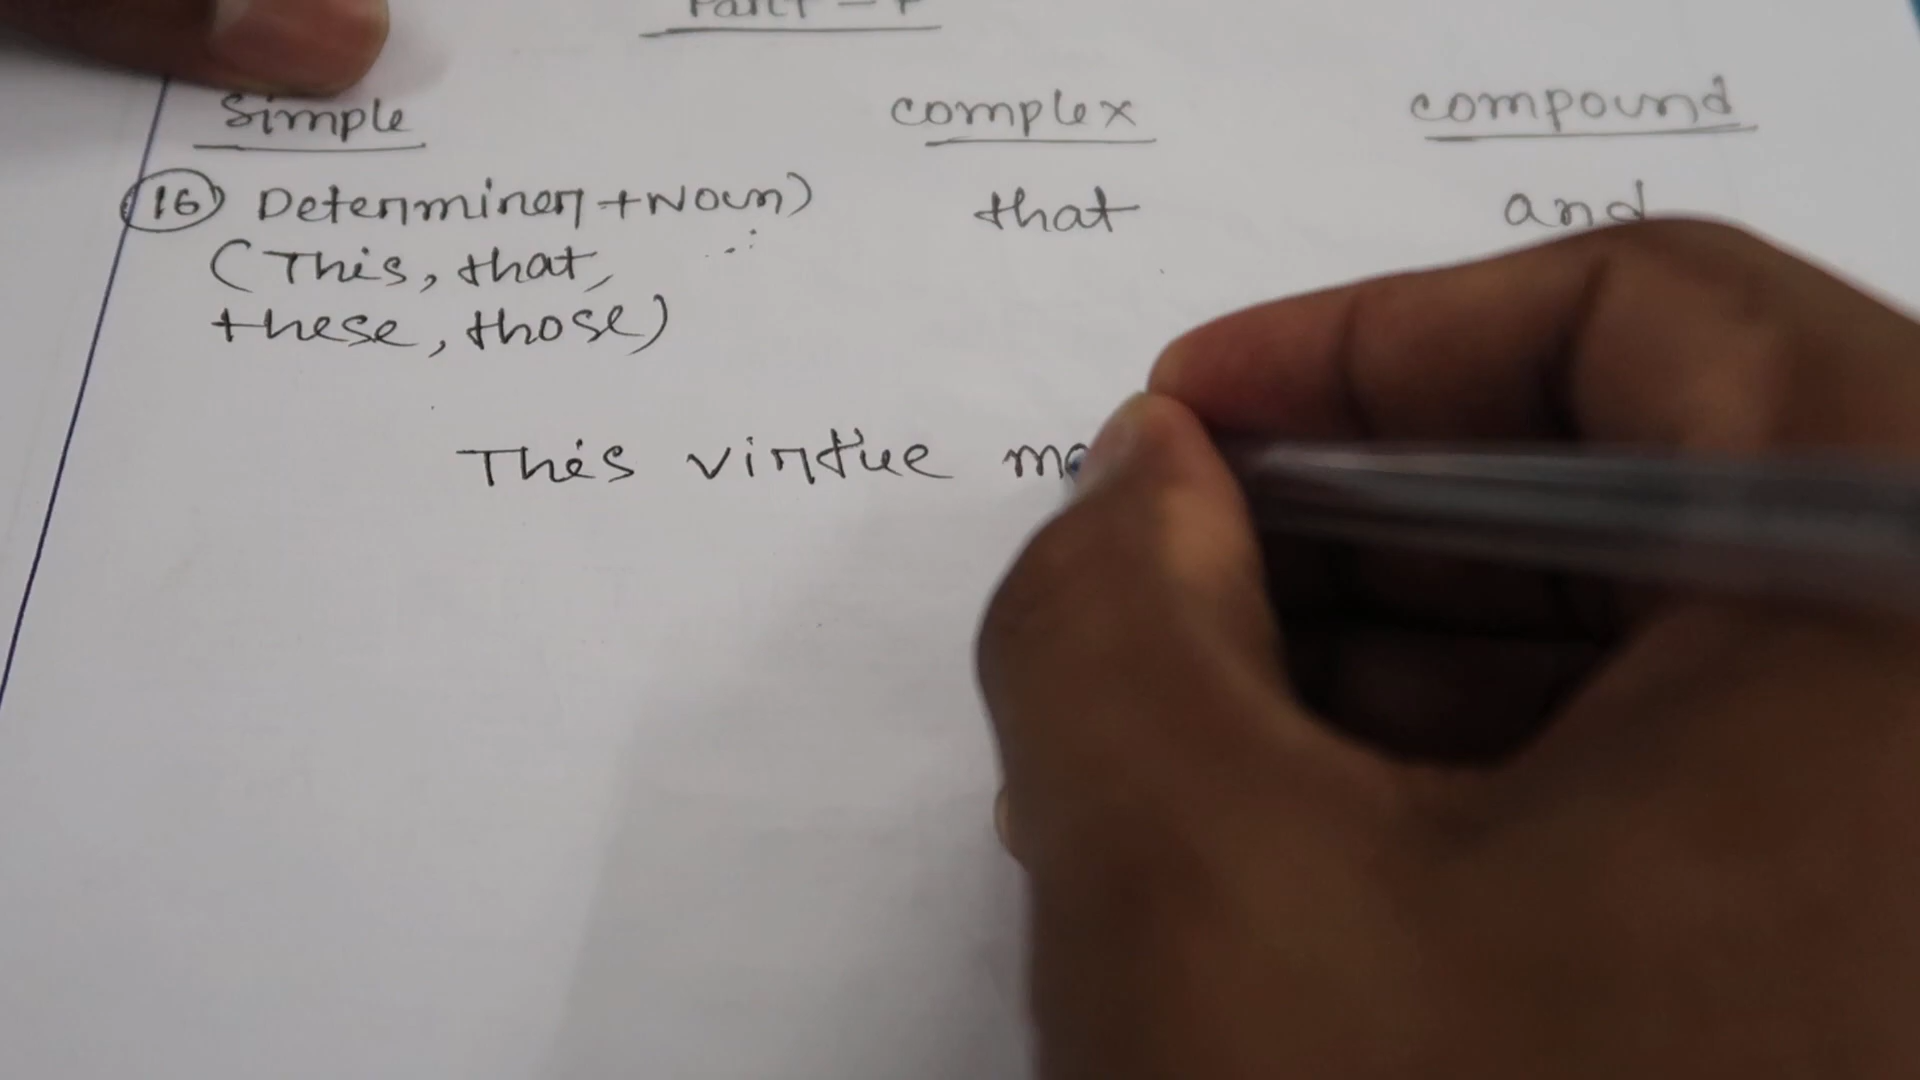 Simple complex compound
16 Determiner + Noun) that and
(This, that,
these, those)
This virtue